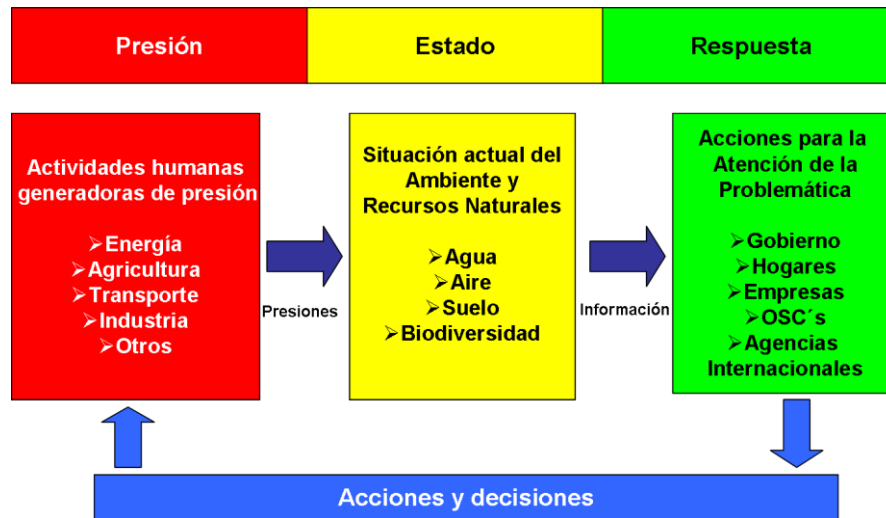 Presión
Estado
Respuesta
Actividades humanas
generadoras de presión
➢Energía
➢Agricultura
➢Transporte
➢Industria
➢Otros
Presiones
Situación actual del
Ambiente y
Recursos Naturales
➢Agua
➢Aire
➢Suelo
➢Biodiversidad
Información
Acciones para la
Atención de la
Problemática
➢Gobierno
➢Hogares
➢Empresas
➢OSC´s
➢Agencias
Internacionales
Acciones y decisiones